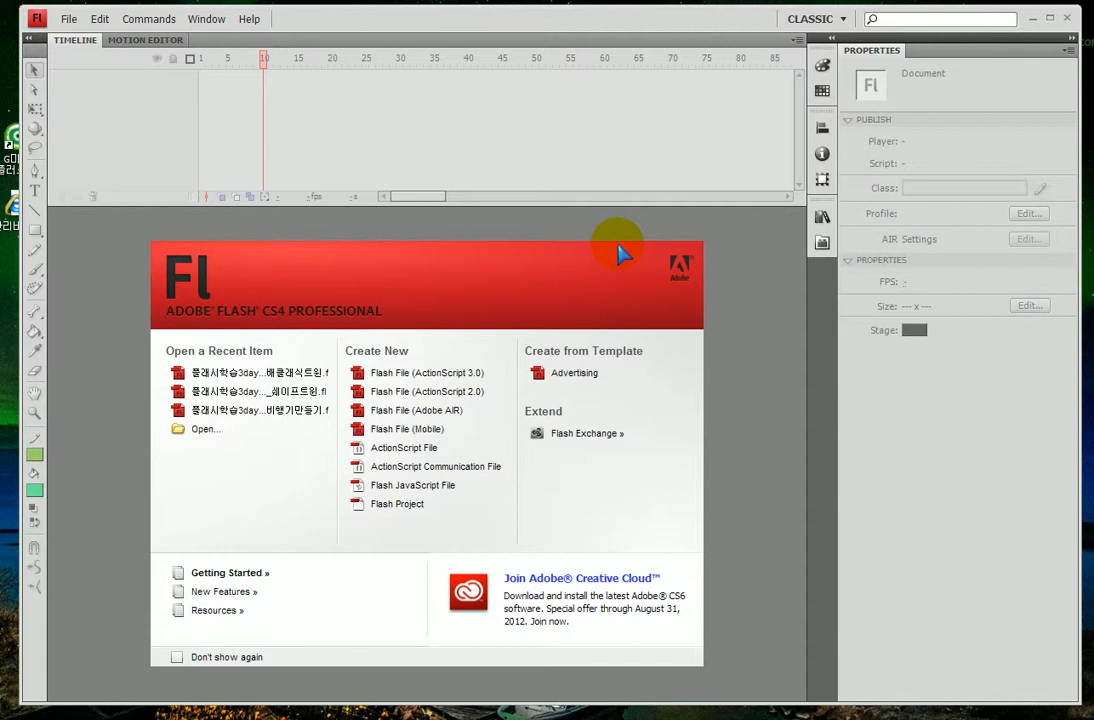 Fl
File Edit Commands Window Help
CLASSIC
TIMELINE MOTION EDITOR
1 5 10 15 20 25 30 35 40 45 50 55 60 65 70 75 80 85
fps
s
PROPERTIES
Fl
Document
PUBLISH
Player: -
Script: -
Class:
Profile: Edit...
AIR Settings Edit...
PROPERTIES
FPS: -
Size: --- x --- Edit...
Stage:
Fl
Adobe
ADOBE® FLASH® CS4 PROFESSIONAL
Open a Recent Item
플래시학습3day...배클래식트윈.f
플래시학습3day..._쉐이프트윈.fl
플래시학습3day...비행기만들기.f
Open...
Create New
Flash File (ActionScript 3.0)
Flash File (ActionScript 2.0)
Flash File (Adobe AIR)
Flash File (Mobile)
ActionScript File
ActionScript Communication File
Flash JavaScript File
Flash Project
Create from Template
Advertising
Extend
Flash Exchange »
Getting Started »
New Features »
Resources »
Join Adobe® Creative Cloud™
Download and install the latest Adobe® CS6
software. Special offer through August 31,
2012. Join now.
Don't show again